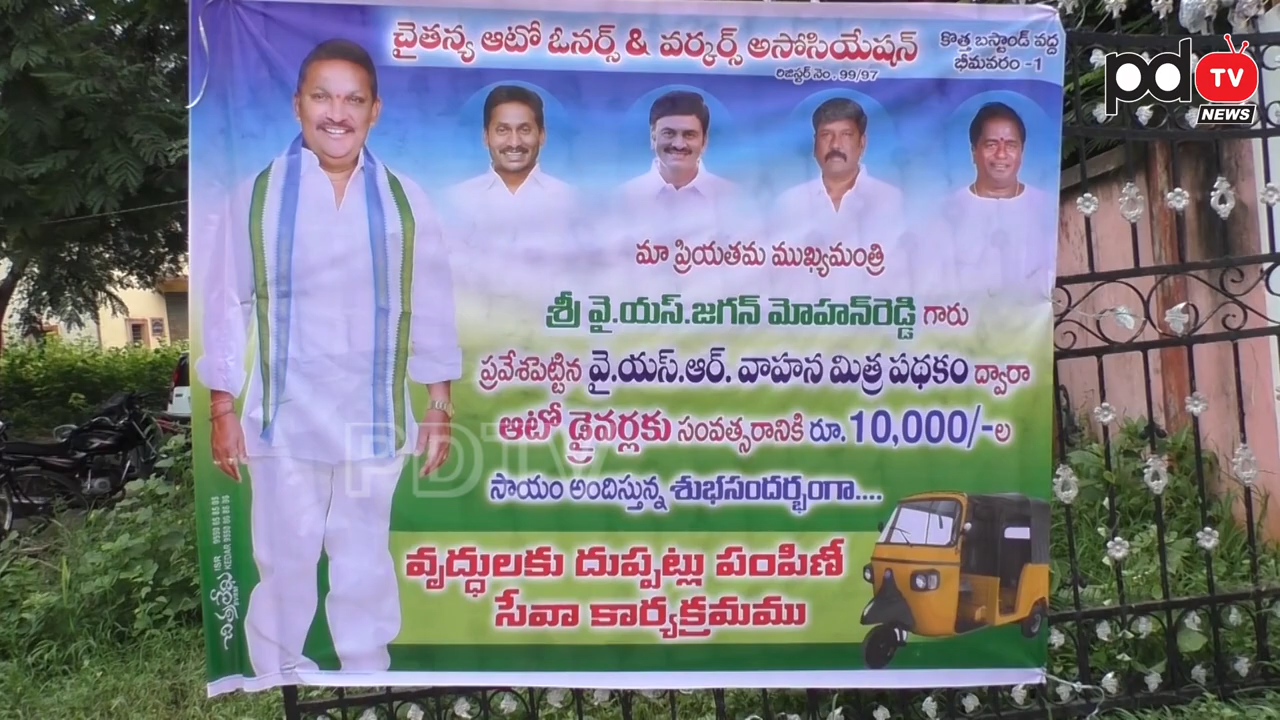 చైతన్య ఆటో ఓనర్స్ & వర్కర్స్ అసోసియేషన్
రిజిస్టర్ నెం. 99/97
కొత్త బస్టాండ్ వద్ద
భీమవరం -1
pd TV
NEWS
మా ప్రియతమ ముఖ్యమంత్రి
శ్రీ వై.యస్.జగన్ మోహన్‌రెడ్డి గారు
ప్రవేశపెట్టిన వై.యస్.ఆర్. వాహన మిత్ర పథకం ద్వారా
ఆటో డ్రైవర్లకు సంవత్సరానికి రూ. 10,000/-ల
సాయం అందిస్తున్న శుభసందర్భంగా....
PDTV
వృద్ధులకు దుప్పట్లు పంపిణీ
సేవా కార్యక్రమము